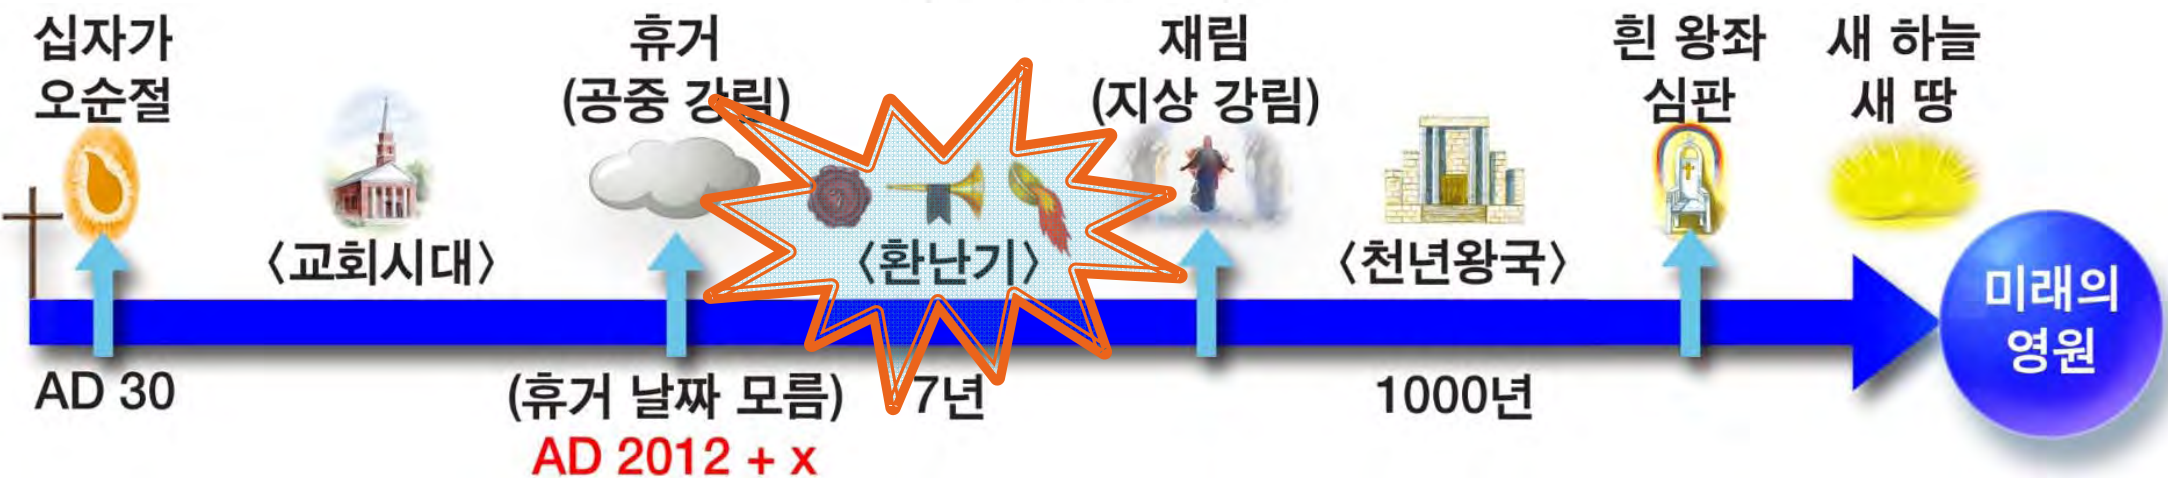 십자가
오순절
휴거
(공중 강림)
재림
(지상 강림)
흰 왕좌
심판
새 하늘
새 땅
〈교회시대〉
〈환난기〉
〈천년왕국〉
미래의
영원
AD 30
(휴거 날짜 모름)
AD 2012 + x
7년
1000년